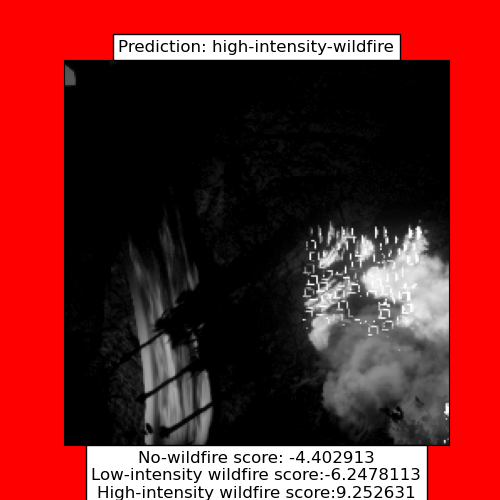 Prediction: high-intensity-wildfire
No-wildfire score: -4.402913
Low-intensity wildfire score:-6.2478113
High-intensity wildfire score:9.252631